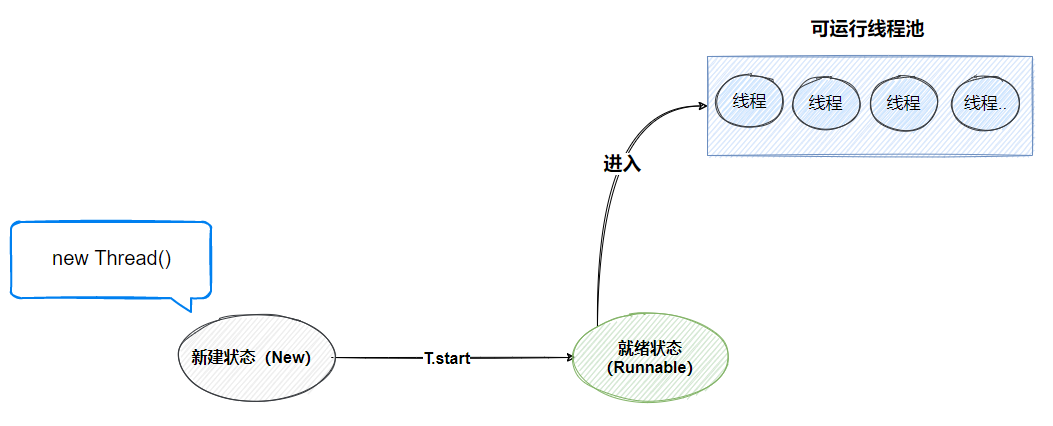 可运行线程池
线程
线程
线程
线程..
进入
new Thread()
新建状态（New）
T.start
就绪状态
（Runnable）